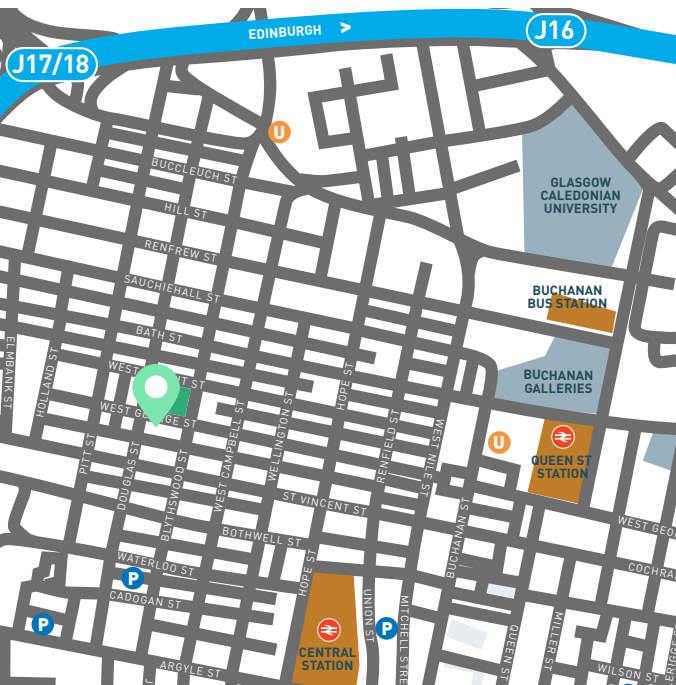 EDINBURGH >
J16
J17/18
U
BUCCLEUCH ST
GLASGOW
CALEDONIAN
UNIVERSITY
HILL ST
RENFREW ST
SAUCHIEHALL ST
BUCHANAN
BUS STATION
BATH ST
ELMBANK ST
HOLLAND ST
WEST
T ST
HOPE ST
BUCHANAN
GALLERIES
WEST GE
GE ST
PITT ST
DOUGLAS ST
BLYTHSWOOD ST
WEST CAMPBELL ST
WELLINGTON ST
RENFIELD ST
WEST NILE ST
U
QUEEN ST
STATION
ST VINCENT ST
BUCHANAN ST
WEST GEO
BOTHWELL ST
WATERLOO ST
HOPE ST
COCHRA
P
CADOGAN ST
P
UNION ST
P
MITCHELL STRE
QUEEN ST
MILLER ST
CENTRAL
STATION
ARGYLE ST
WILSON ST